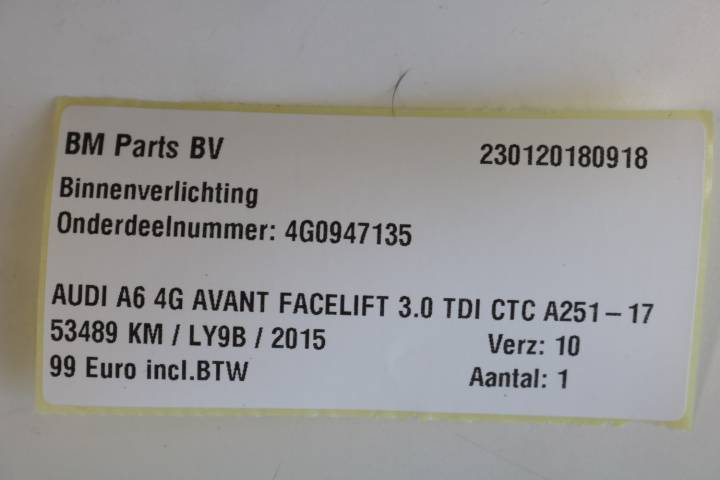 BM Parts BV 230120180918
Binnenverlichting
Onderdeelnummer: 4G0947135
AUDI A6 4G AVANT FACELIFT 3.0 TDI CTC A251-17
53489 KM / LY9B / 2015 Verz: 10
99 Euro incl.BTW Aantal: 1